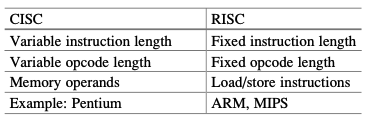 CISC RISC
Variable instruction length Fixed instruction length
Variable opcode length Fixed opcode length
Memory operands Load/store instructions
Example: Pentium ARM, MIPS